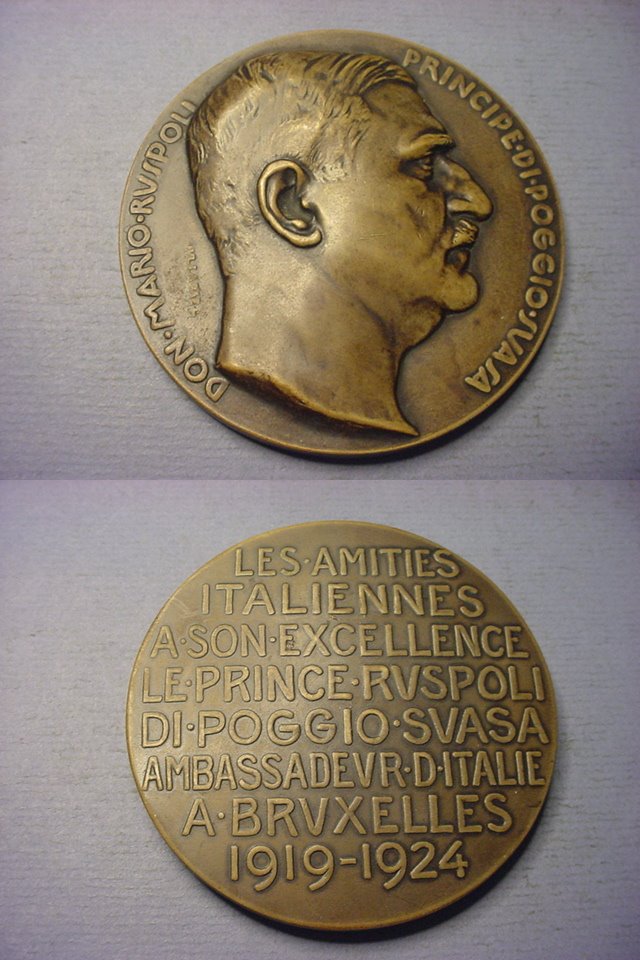 DON·MARIO·RVSPOLI
PRINCIPE·DI·POGGIO·SVASA
LES·AMITIES
ITALIENNES
A·SON·EXCELLENCE
LE·PRINCE·RVSPOLI
DI·POGGIO·SVASA
AMBASSADEVR·D·ITALIE
A·BRVXELLES
1919-1924